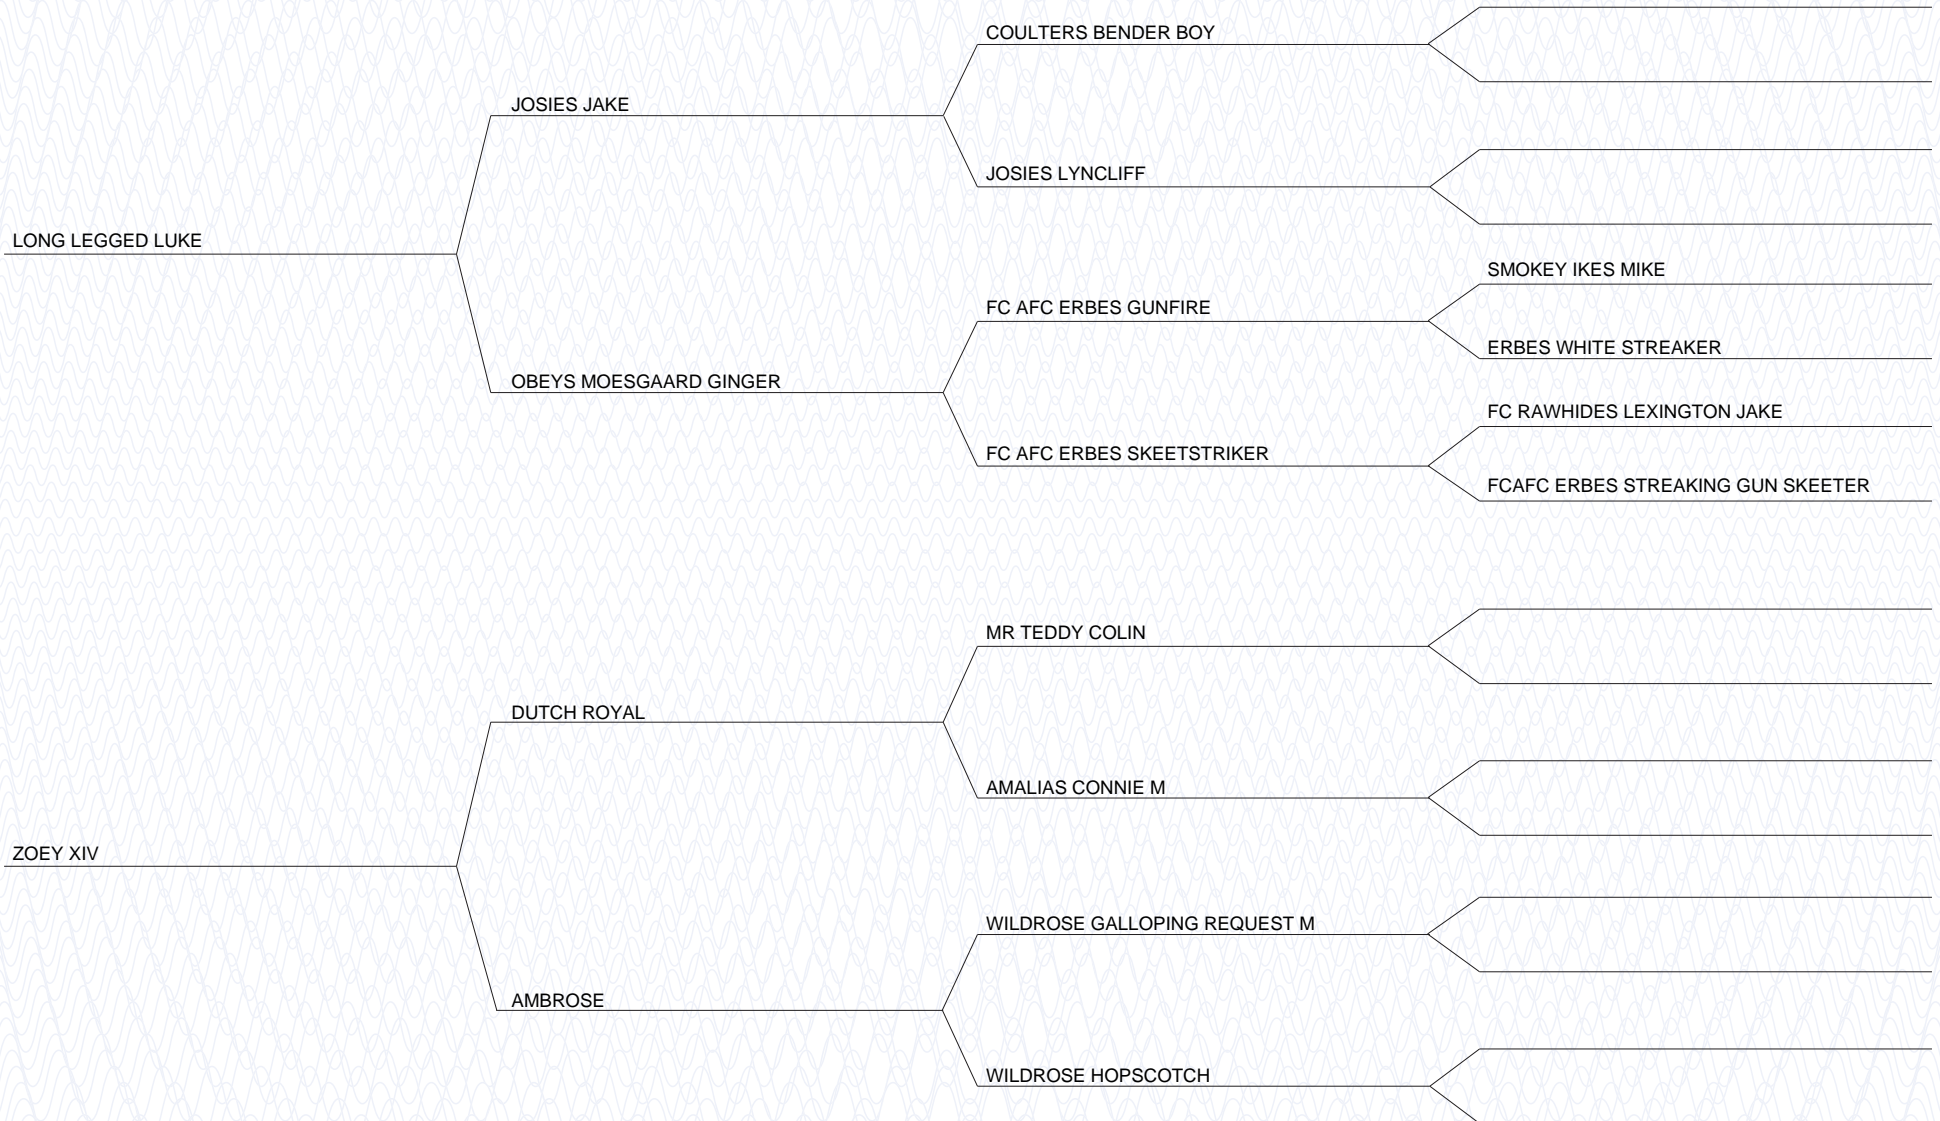 COULTERS BENDER BOY
JOSIES JAKE
JOSIES LYNCLIFF
LONG LEGGED LUKE
SMOKEY IKES MIKE
FC AFC ERBES GUNFIRE
ERBES WHITE STREAKER
OBEYS MOESGAARD GINGER
FC RAWHIDES LEXINGTON JAKE
FC AFC ERBES SKEETSTRIKER
FCAFC ERBES STREAKING GUN SKEETER
MR TEDDY COLIN
DUTCH ROYAL
AMALIAS CONNIE M
ZOEY XIV
WILDROSE GALLOPING REQUEST M
AMBROSE
WILDROSE HOPSCOTCH